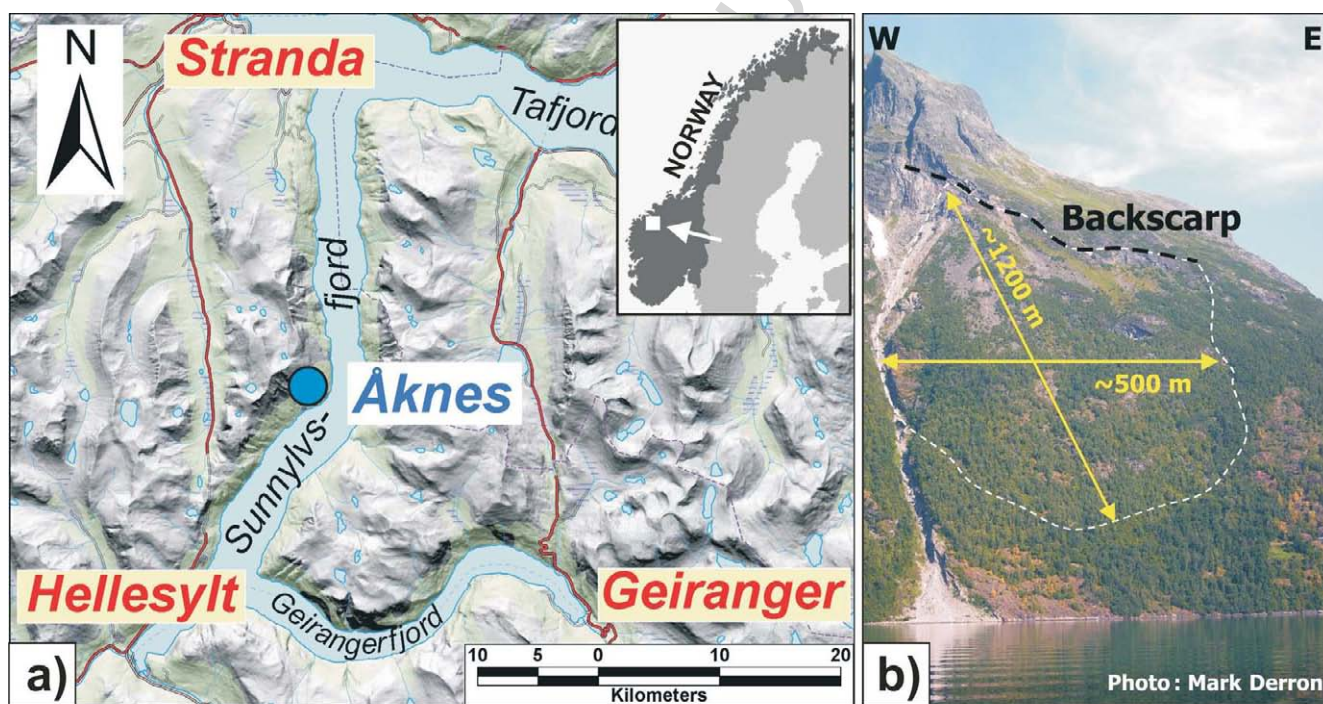 N
Stranda
Tafjord
NORWAY
fjord
Åknes
Sunnylvs-
Hellesylt
Geirangerfjord
Geiranger
10 5 0 10 20
Kilometers
a)
W
E
Backscarp
~1200 m
~500 m
b)
Photo: Mark Derron